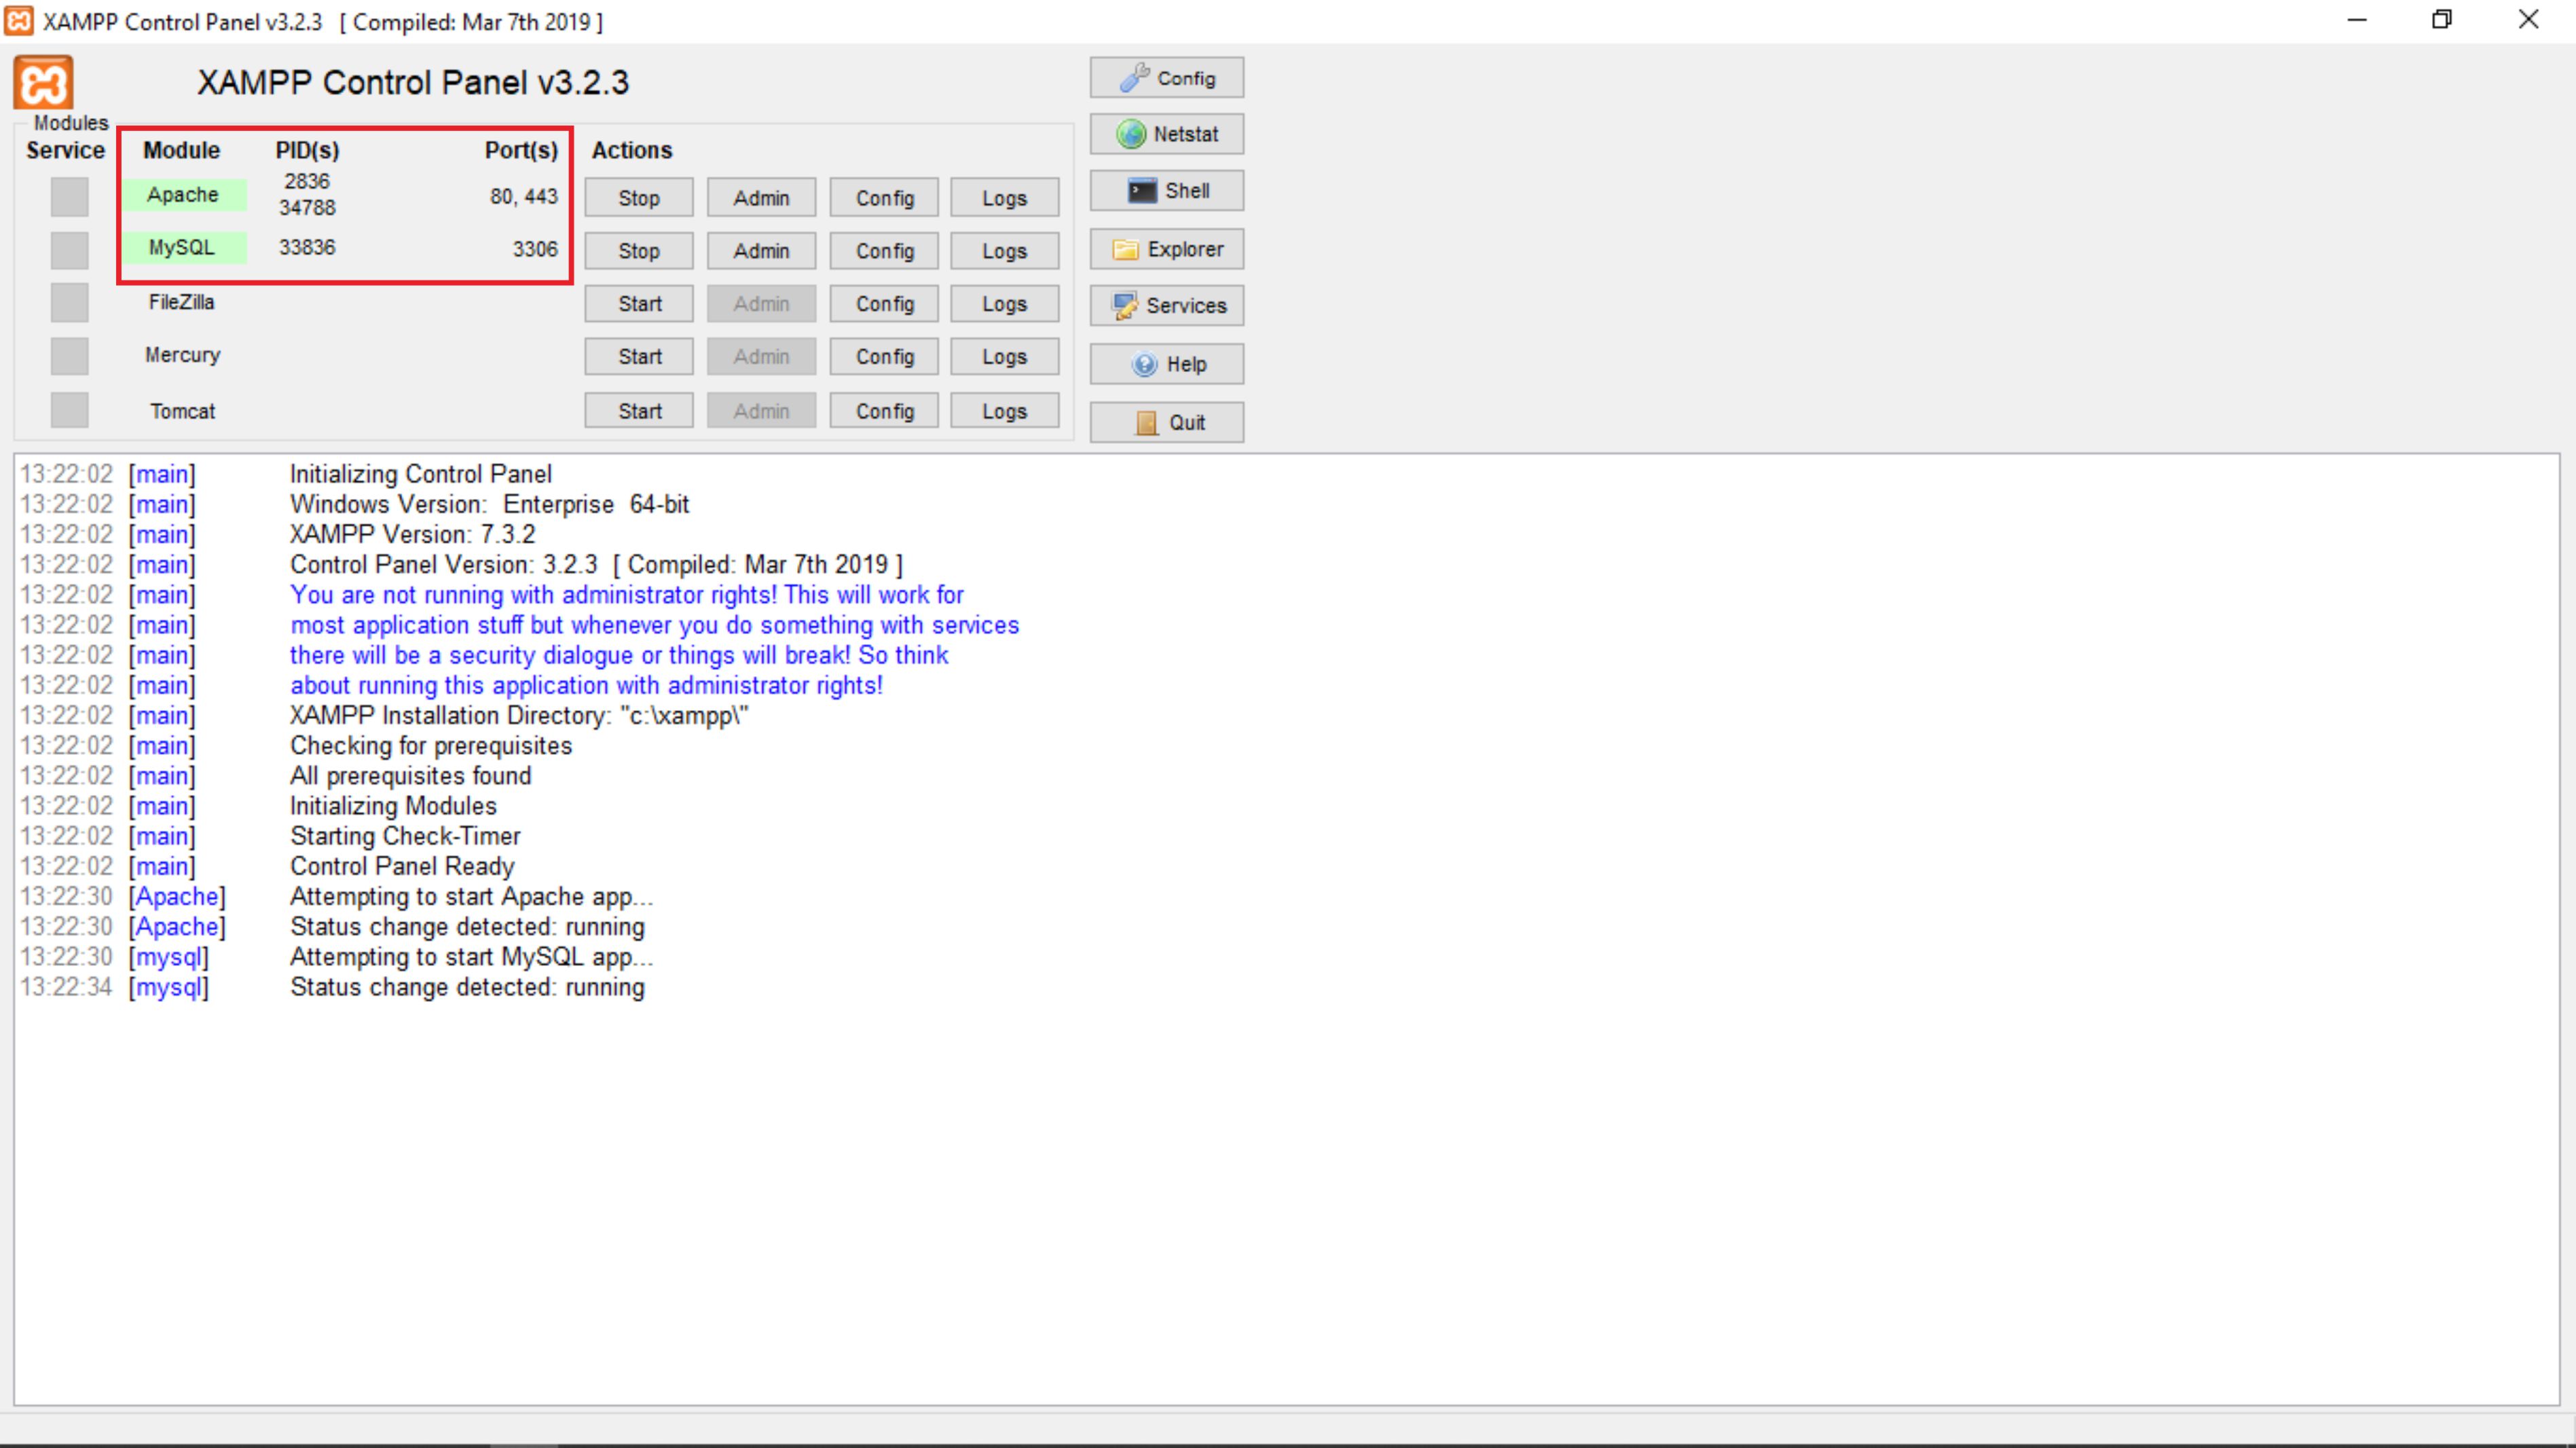 XAMPP Control Panel v3.2.3 [ Compiled: Mar 7th 2019 ]
XAMPP Control Panel v3.2.3
Modules
Service Module PID(s) Port(s) Actions
Apache 2836 34788 80, 443 Stop Admin Config Logs
MySQL 33836 3306 Stop Admin Config Logs
FileZilla Start Admin Config Logs
Mercury Start Admin Config Logs
Tomcat Start Admin Config Logs
Config
Netstat
Shell
Explorer
Services
Help
Quit
13:22:02 [main] Initializing Control Panel
13:22:02 [main] Windows Version: Enterprise 64-bit
13:22:02 [main] XAMPP Version: 7.3.2
13:22:02 [main] Control Panel Version: 3.2.3 [ Compiled: Mar 7th 2019 ]
13:22:02 [main] You are not running with administrator rights! This will work for
13:22:02 [main] most application stuff but whenever you do something with services
13:22:02 [main] there will be a security dialogue or things will break! So think
13:22:02 [main] about running this application with administrator rights!
13:22:02 [main] XAMPP Installation Directory: "c:\xampp\"
13:22:02 [main] Checking for prerequisites
13:22:02 [main] All prerequisites found
13:22:02 [main] Initializing Modules
13:22:02 [main] Starting Check-Timer
13:22:02 [main] Control Panel Ready
13:22:30 [Apache] Attempting to start Apache app...
13:22:30 [Apache] Status change detected: running
13:22:30 [mysql] Attempting to start MySQL app...
13:22:34 [mysql] Status change detected: running